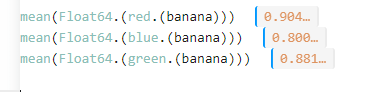 mean(Float64.(red.(banana))) 0.904…
mean(Float64.(blue.(banana))) 0.800…
mean(Float64.(green.(banana))) 0.881…